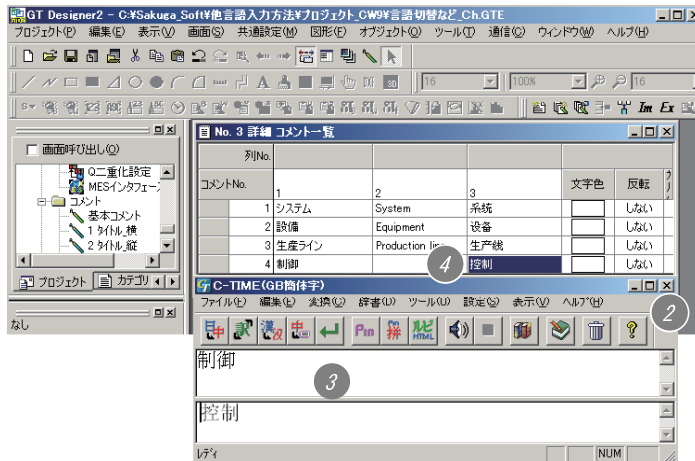 GT Designer2 - C:¥Sakuga_Soft¥他言語入力方法¥プロジェクト_CW9¥言語切替など_Ch.GTE
プロジェクト(P) 編集(E) 表示(V) 画面(S) 共通設定(M) 図形(F) オブジェクト(O) ツール(T) 通信(C) ウィンドウ(W) ヘルプ(H)
16 100% 16
画面呼び出し(O)
Q二重化設定
MESインタフェー
コメント
基本コメント
1 タイトル_横
2 タイトル_縦
プロジェクト カテゴリ
なし
No. 3 詳細 コメント一覧
列No.
コメントNo. 1 2 3 文字色 反転
1 システム System 系统 しない
2 設備 Equipment 设备 しない
3 生産ライン Production line 生产线 しない
4 制御 控制 しない
4
C-TIME(GB簡体字)
ファイル(F) 編集(E) 変換(C) 辞書(D) ツール(U) 設定(S) 表示(V) ヘルプ(H)
2
制御
3
控制
レディ NUM